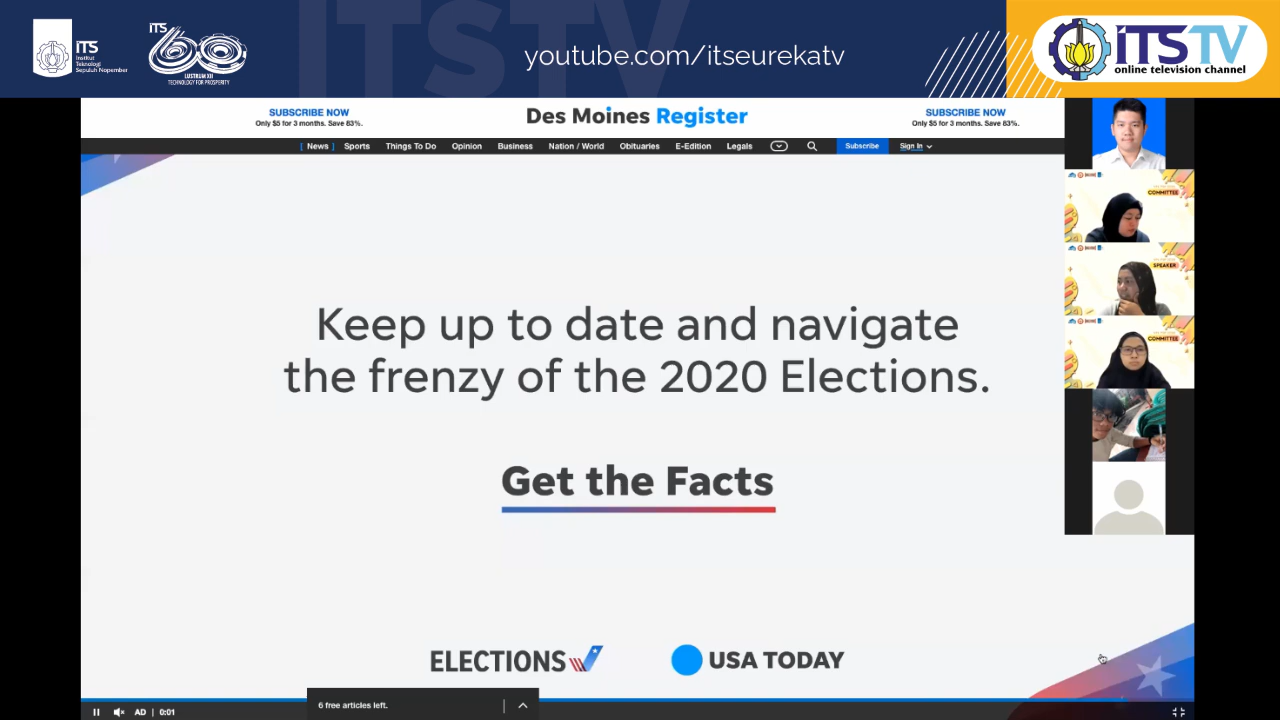 iTS
Institut
Teknologi
Sepuluh Nopember
iTS
60
LUSTRUM XII
TECHNOLOGY FOR PROSPERITY
ITSTV
youtube.com/itseurekatv
iTSTV
online television channel
SUBSCRIBE NOW
Only $5 for 3 months. Save 83%.
Des Moines Register
SUBSCRIBE NOW
Only $5 for 3 months. Save 83%.
[ News ] Sports Things To Do Opinion Business Nation / World Obituaries E-Edition Legals Subscribe Sign In
COMMITTEE
SPEAKER
COMMITTEE
Keep up to date and navigate
the frenzy of the 2020 Elections.
Get the Facts
ELECTIONS
USA TODAY
6 free articles left.
AD | 0:01